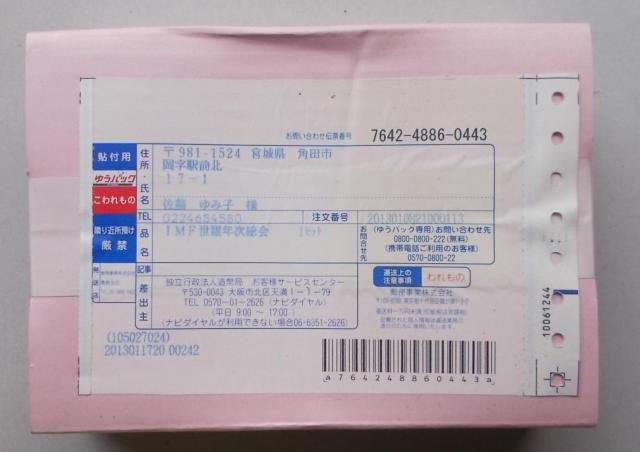 お問い合わせ伝票番号 7642-4886-0443
貼付用
ゆうパック
こわれもの
隣り近所預け
厳禁
発送店
住所・氏名
〒981-1524 宮城県 角田市
岡字駅前北
17-1
佐藤 ゆみ子 様
TEL 0224684580
注文番号 2013010821000113
品名 IMF世銀年次総会 1セット
お問合せ先
(ゆうパック専用)お問い合わせ先
0800-0800-222(無料)
(携帯電話ご利用のお客様)
0570-0800-22
記事
差出主
独立行政法人造幣局 お客様サービスセンター
〒530-0043 大阪市北区天満1-1-79
TEL 0570-01-2626(ナビダイヤル)
(平日 9:00 ～ 17:00)
(ナビダイヤルが利用できない場合06-6351-2626)
運送上の
注意事項
われもの
郵便事業株式会社
(105027024)
2013011720 00242
a764248860443a
10061244